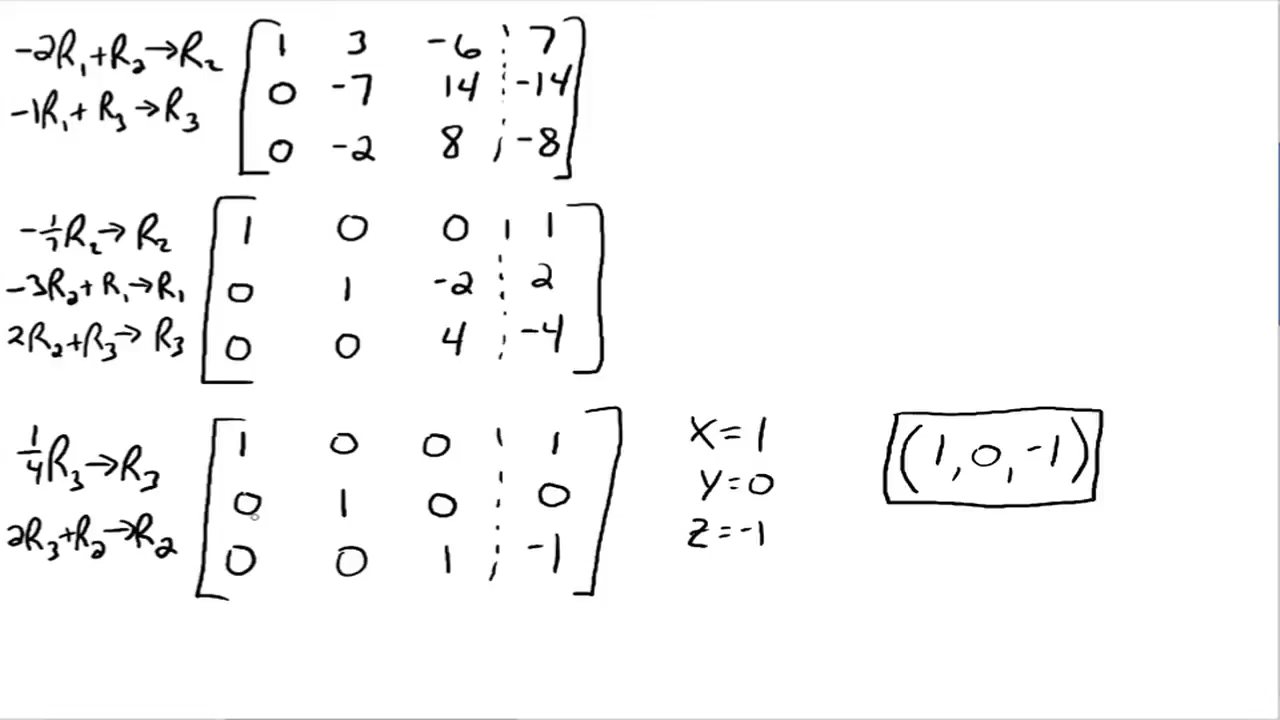 -2R₁+R₂→R₂ [ 1 3 -6 ¦ 7 ]
-1R₁+R₃→R₃ [ 0 -7 14 ¦ -14 ]
[ 0 -2 8 ¦ -8 ]
-1/7R₂→R₂ [ 1 0 0 ¦ 1 ]
-3R₂+R₁→R₁ [ 0 1 -2 ¦ 2 ]
2R₂+R₃→R₃ [ 0 0 4 ¦ -4 ]
1/4R₃→R₃ [ 1 0 0 ¦ 1 ] X=1 (1,0,-1)
[ 0 1 0 ¦ 0 ] Y=0
2R₃+R₂→R₂ [ 0 0 1 ¦ -1 ] Z=-1